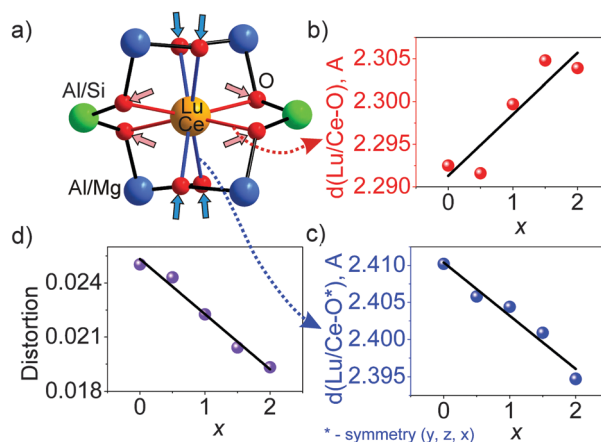 a)
Al/Si
O
Lu
Ce
Al/Mg
b)
d(Lu/Ce-O), A
2.305
2.300
2.295
2.290
0
1
2
x
d)
Distortion
0.024
0.021
0.018
0
1
2
x
c)
d(Lu/Ce-O*), A
2.410
2.405
2.400
2.395
0
1
2
x
* - symmetry (y, z, x)